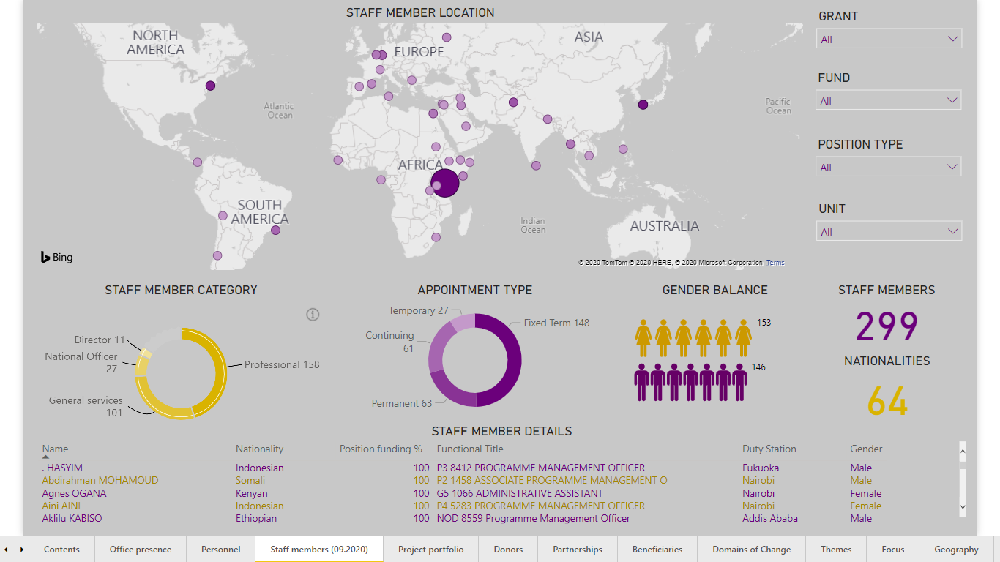 STAFF MEMBER LOCATION
NORTH
AMERICA
EUROPE
ASIA
Atlantic
Ocean
Pacific
Ocean
AFRICA
SOUTH
AMERICA
Indian
Ocean
AUSTRALIA
Bing
© 2020 TomTom © 2020 HERE, © 2020 Microsoft Corporation Terms
GRANT
All
FUND
All
POSITION TYPE
All
UNIT
All
STAFF MEMBER CATEGORY
Director 11
National Officer
27
General services
101
Professional 158
APPOINTMENT TYPE
Temporary 27
Continuing
61
Permanent 63
Fixed Term 148
GENDER BALANCE
153
146
STAFF MEMBERS
299
NATIONALITIES
64
STAFF MEMBER DETAILS
Name Nationality Position funding % Functional Title Duty Station Gender
. HASYIM Indonesian 100 P3 8412 PROGRAMME MANAGEMENT OFFICER Fukuoka Male
Abdirahman MOHAMOUD Somali 100 P2 1458 ASSOCIATE PROGRAMME MANAGEMENT O Nairobi Male
Agnes OGANA Kenyan 100 G5 1066 ADMINISTRATIVE ASSISTANT Nairobi Female
Aini AINI Indonesian 100 P4 5283 PROGRAMME MANAGEMENT OFFICER Nairobi Female
Aklilu KABISO Ethiopian 100 NOD 8559 Programme Management Officer Addis Ababa Male
Contents Office presence Personnel Staff members (09.2020) Project portfolio Donors Partnerships Beneficiaries Domains of Change Themes Focus Geography